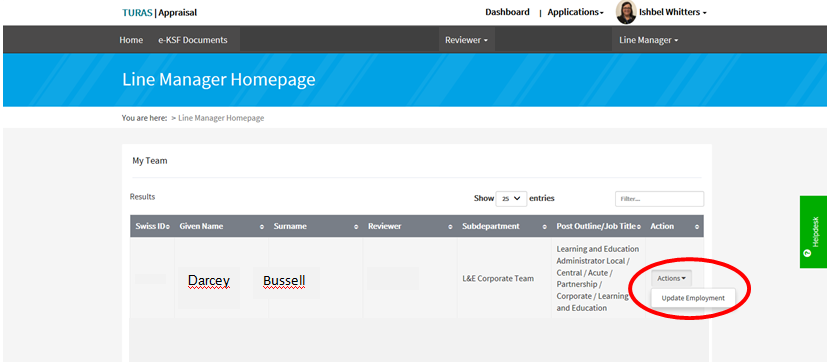 TURAS | Appraisal
Dashboard | Applications Ishbel Whitters
Home e-KSF Documents Reviewer Line Manager
Line Manager Homepage
You are here: > Line Manager Homepage
My Team
Results
Show 25 entries Filter...
Swiss ID Given Name Surname Reviewer Subdepartment Post Outline/Job Title Action
Darcey Bussell L&E Corporate Team
Learning and Education
Administrator Local /
Central / Acute /
Partnership /
Corporate / Learning
and Education
Actions
Update Employment
Helpdesk